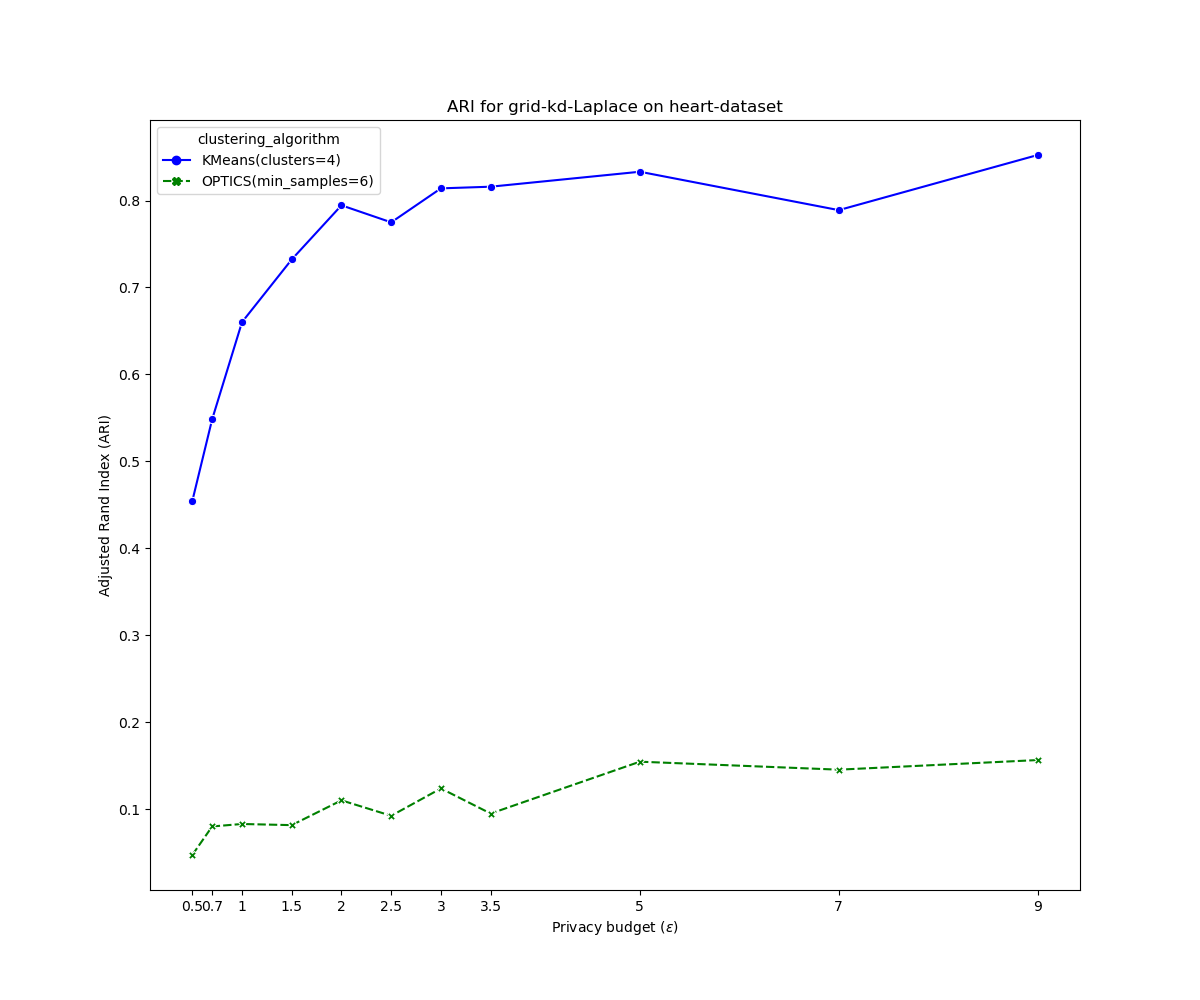 ARI for grid-kd-Laplace on heart-dataset
clustering_algorithm
KMeans(clusters=4)
OPTICS(min_samples=6)
Adjusted Rand Index (ARI)
0.8
0.7
0.6
0.5
0.4
0.3
0.2
0.1
0.5 0.7 1 1.5 2 2.5 3 3.5 5 7 9
Privacy budget (ε)